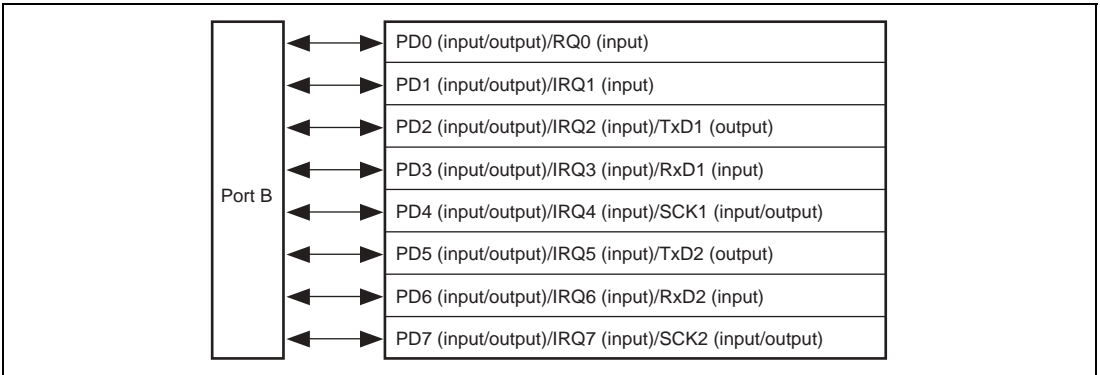 PD0 (input/output)/RQ0 (input)
PD1 (input/output)/IRQ1 (input)
PD2 (input/output)/IRQ2 (input)/TxD1 (output)
PD3 (input/output)/IRQ3 (input)/RxD1 (input)
Port B
PD4 (input/output)/IRQ4 (input)/SCK1 (input/output)
PD5 (input/output)/IRQ5 (input)/TxD2 (output)
PD6 (input/output)/IRQ6 (input)/RxD2 (input)
PD7 (input/output)/IRQ7 (input)/SCK2 (input/output)